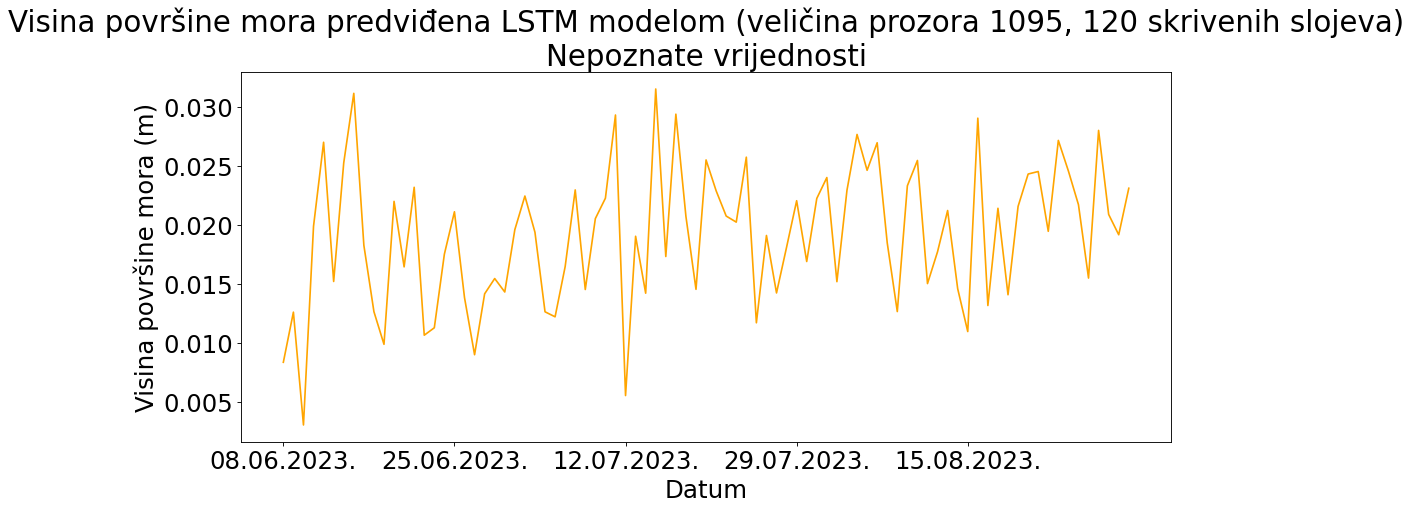 Visina površine mora predviđena LSTM modelom (veličina prozora 1095, 120 skrivenih slojeva)
Nepoznate vrijednosti
Visina površine mora (m)
0.030
0.025
0.020
0.015
0.010
0.005
08.06.2023. 25.06.2023. 12.07.2023. 29.07.2023. 15.08.2023.
Datum